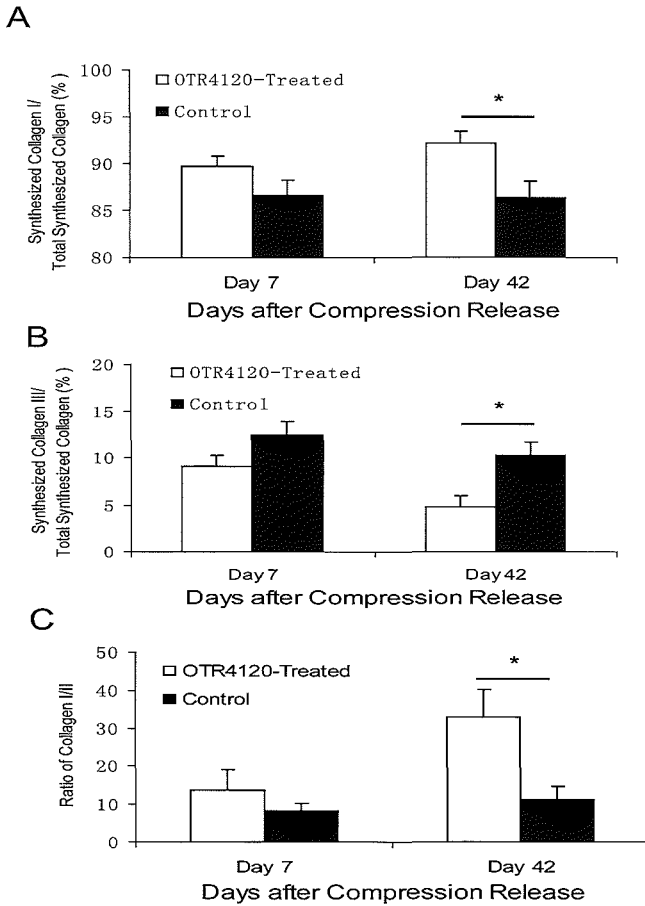 A
Synthesized Collagen I/
Total Synthesized Collagen (%)
100
95
90
85
80
OTR4120-Treated
Control
*
Day 7
Day 42
Days after Compression Release
B
Synthesized Collagen III/
Total Synthesized Collagen (%)
20
15
10
5
0
OTR4120-Treated
Control
*
Day 7
Day 42
Days after Compression Release
C
Ratio of Collagen I/II
50
40
30
20
10
0
OTR4120-Treated
Control
*
Day 7
Day 42
Days after Compression Release